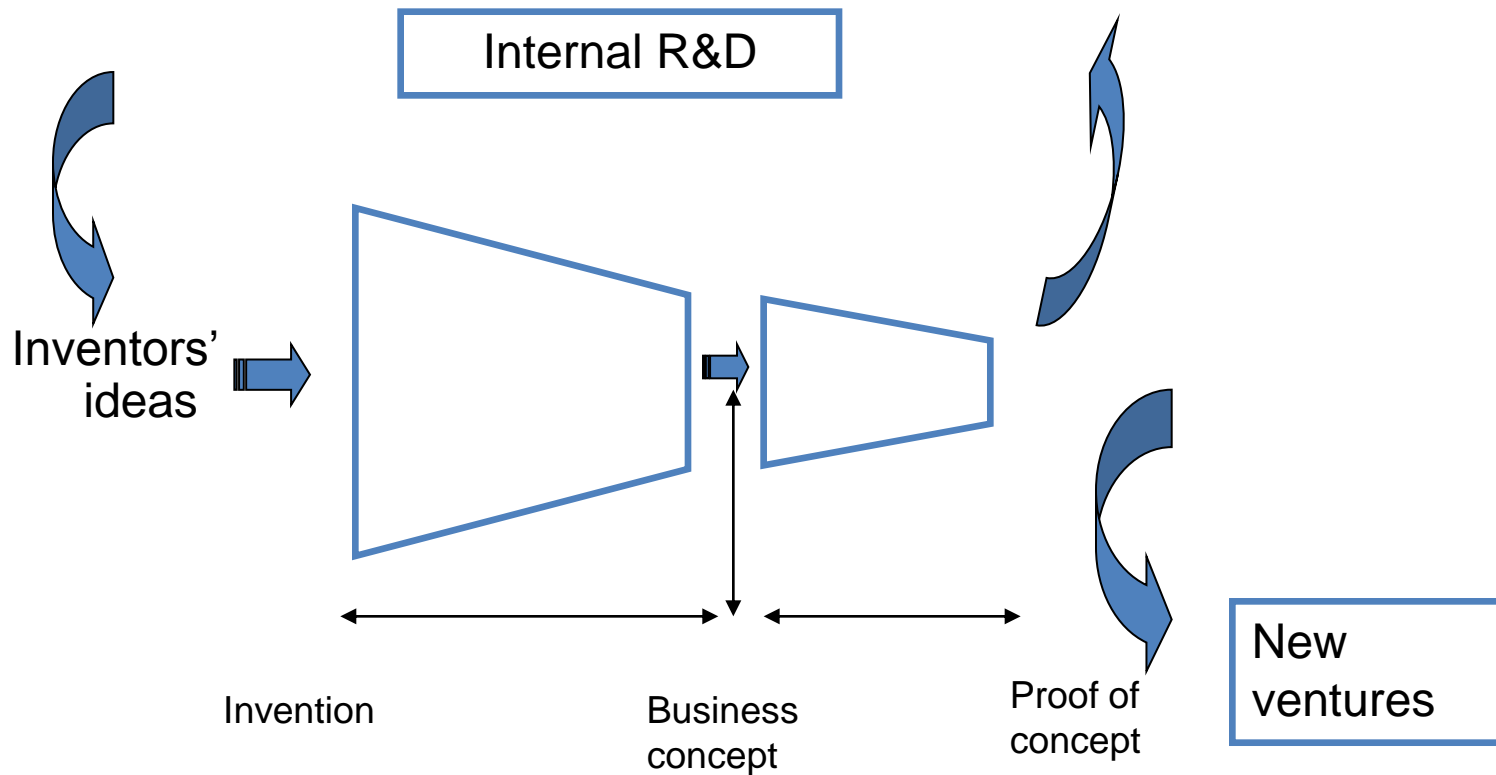 Internal R&D
Inventors'
ideas
Invention
Business
concept
Proof of
concept
New
ventures